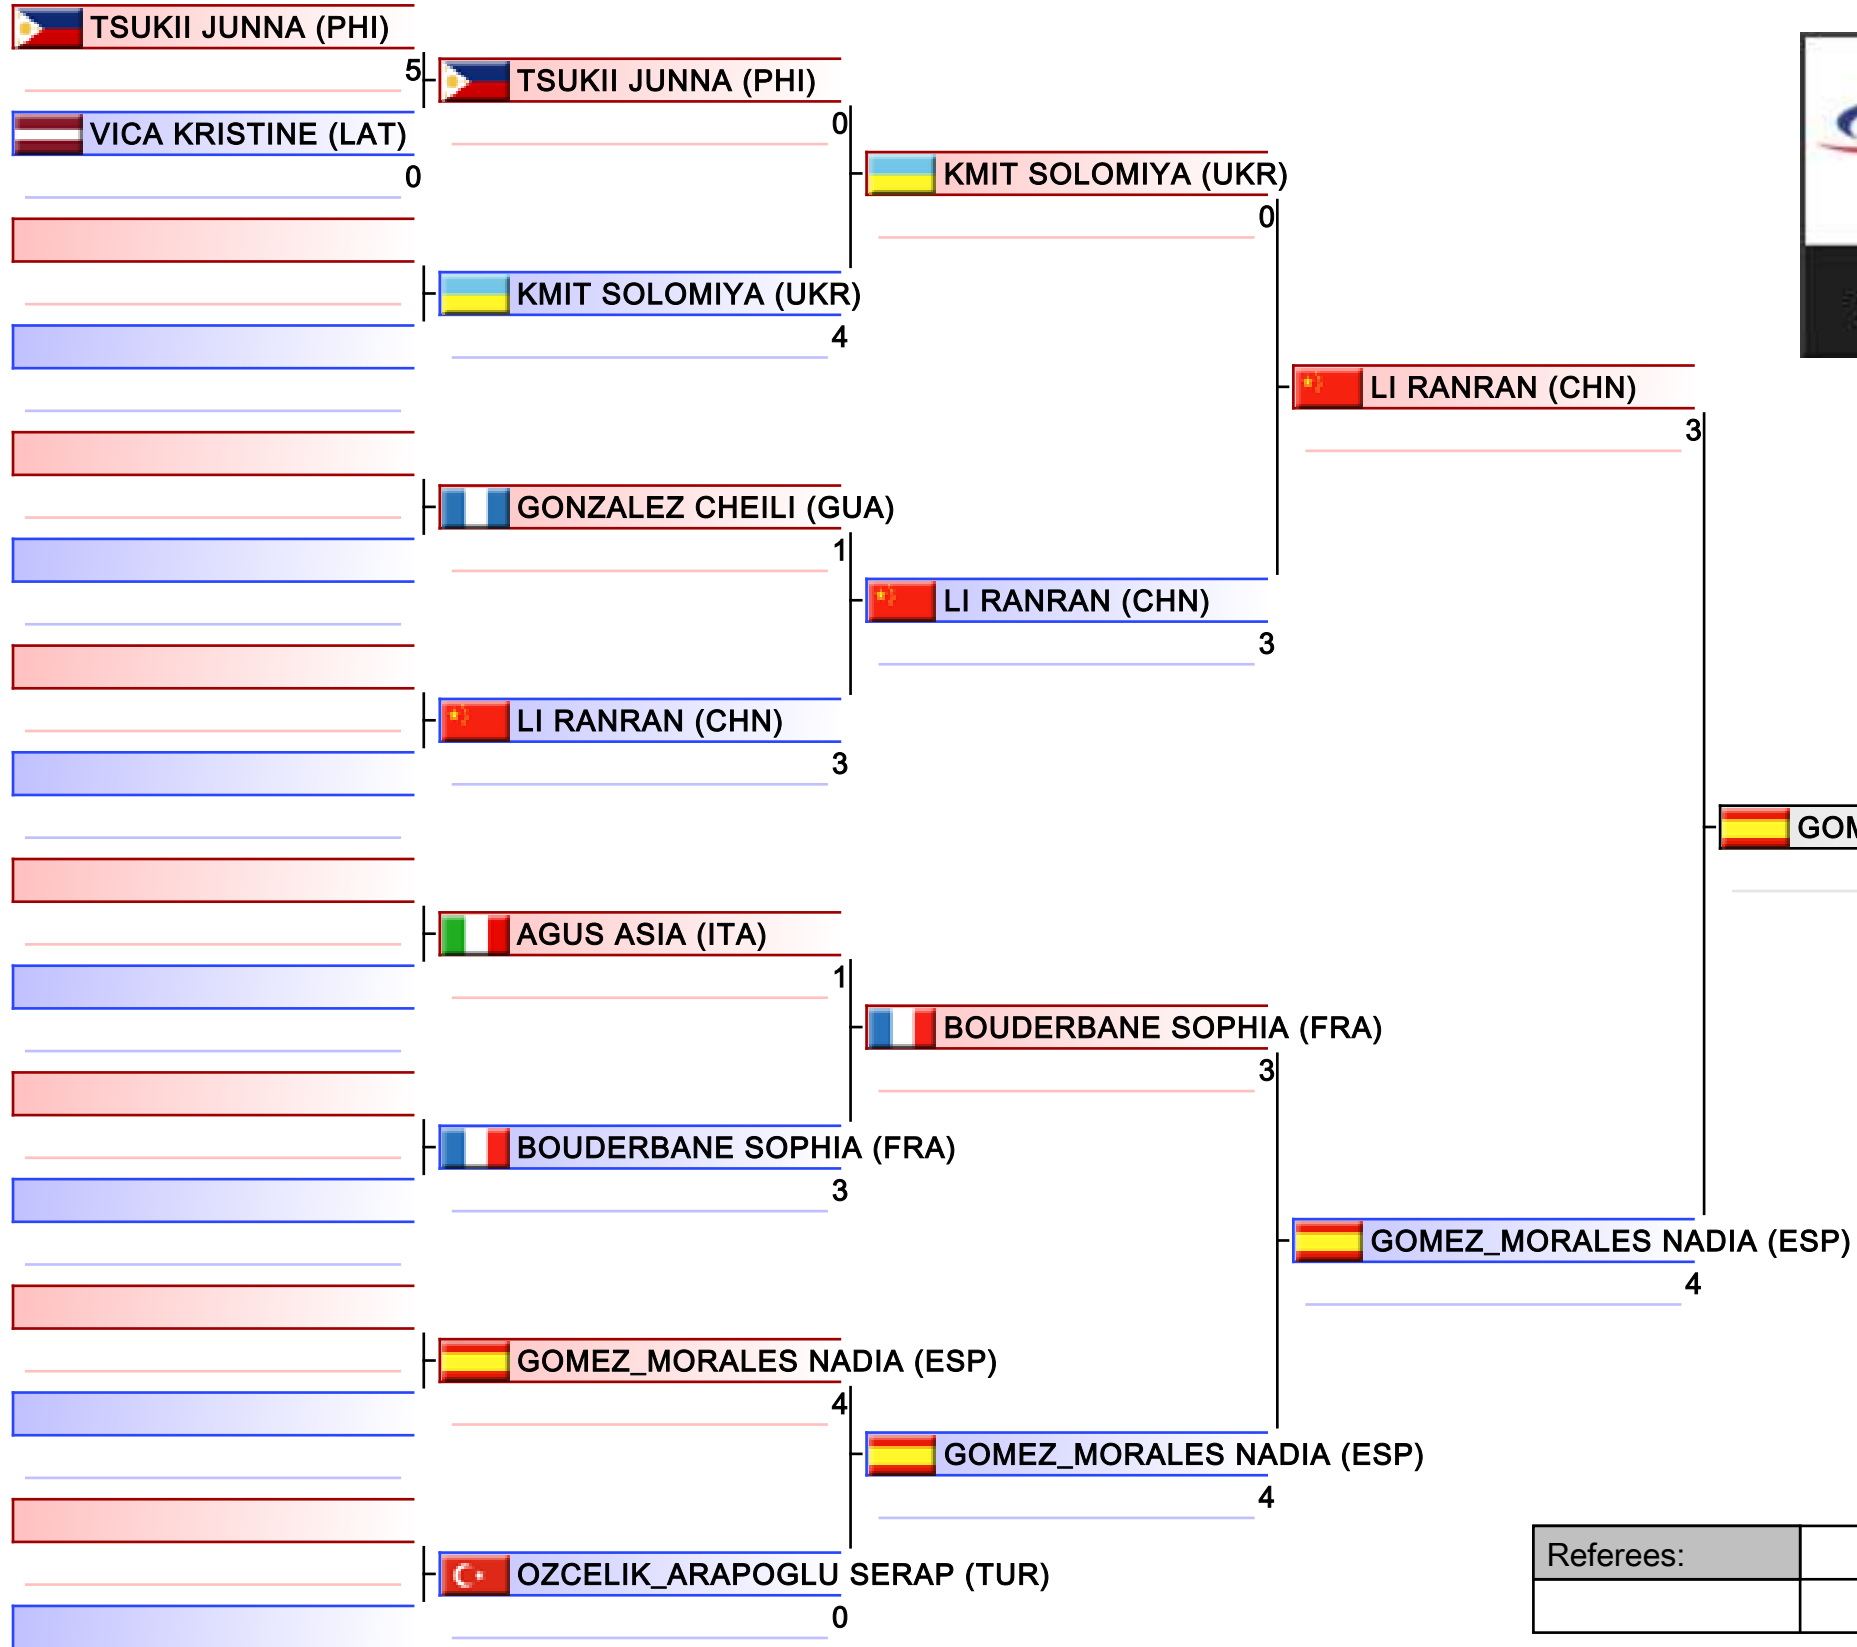 TSUKII JUNNA (PHI)
5
VICA KRISTINE (LAT)
0
TSUKII JUNNA (PHI)
0
KMIT SOLOMIYA (UKR)
4
GONZALEZ CHEILI (GUA)
1
LI RANRAN (CHN)
3
AGUS ASIA (ITA)
1
BOUDERBANE SOPHIA (FRA)
3
GOMEZ_MORALES NADIA (ESP)
4
OZCELIK_ARAPOGLU SERAP (TUR)
0
KMIT SOLOMIYA (UKR)
0
LI RANRAN (CHN)
3
BOUDERBANE SOPHIA (FRA)
3
GOMEZ_MORALES NADIA (ESP)
4
LI RANRAN (CHN)
3
GOMEZ_MORALES NADIA (ESP)
4
Referees: